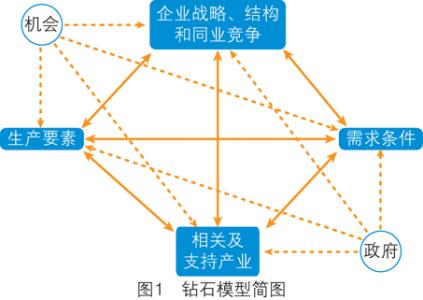 机会
企业战略、结构
和同业竞争
生产要素
需求条件
相关及
支持产业
政府
图1 钻石模型简图